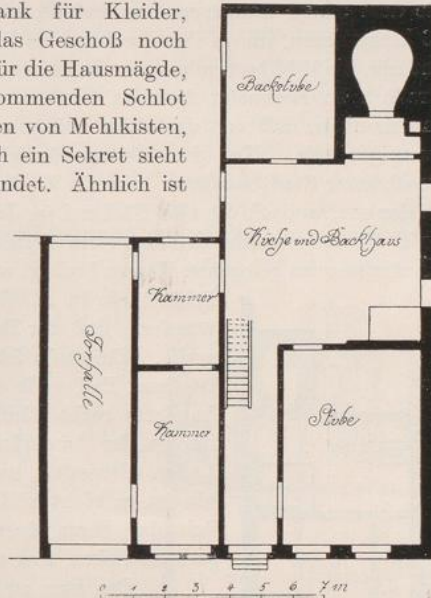 ank für Kleider,
das Geschoß noch
ür die Hausmägde,
ommenden Schlot
en von Mehlkisten,
h ein Sekret sieht
ndet. Ähnlich ist
Backstube
Küche und Backhaus
Kammer
Torhalle
Kammer
Stube
0 1 2 3 4 5 6 7 m